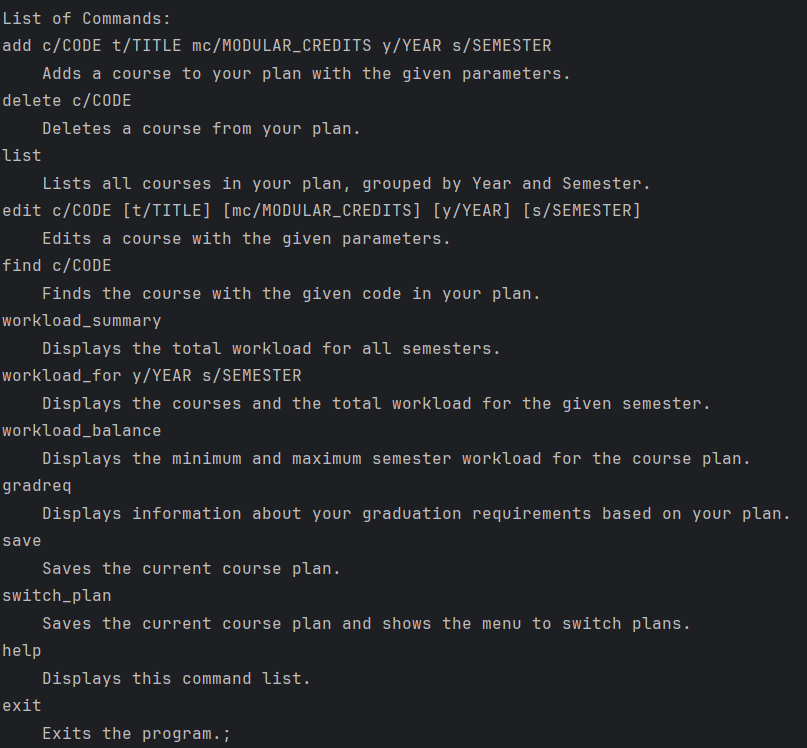 List of Commands:
add c/CODE t/TITLE mc/MODULAR_CREDITS y/YEAR s/SEMESTER
    Adds a course to your plan with the given parameters.
delete c/CODE
    Deletes a course from your plan.
list
    Lists all courses in your plan, grouped by Year and Semester.
edit c/CODE [t/TITLE] [mc/MODULAR_CREDITS] [y/YEAR] [s/SEMESTER]
    Edits a course with the given parameters.
find c/CODE
    Finds the course with the given code in your plan.
workload_summary
    Displays the total workload for all semesters.
workload_for y/YEAR s/SEMESTER
    Displays the courses and the total workload for the given semester.
workload_balance
    Displays the minimum and maximum semester workload for the course plan.
gradreq
    Displays information about your graduation requirements based on your plan.
save
    Saves the current course plan.
switch_plan
    Saves the current course plan and shows the menu to switch plans.
help
    Displays this command list.
exit
    Exits the program.;